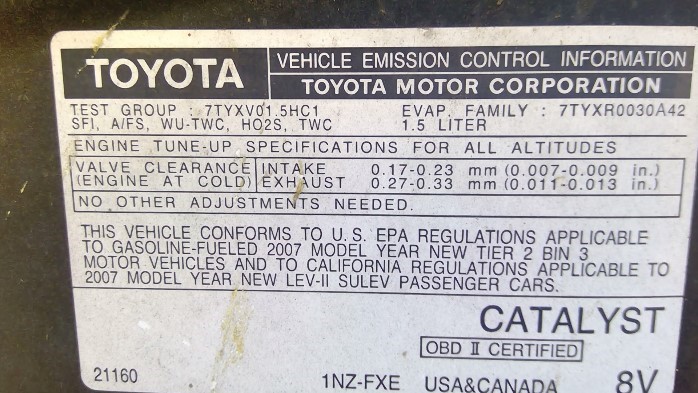 TOYOTA
VEHICLE EMISSION CONTROL INFORMATION
TOYOTA MOTOR CORPORATION
TEST GROUP : 7TYXV01.5HC1 EVAP. FAMILY : 7TYXR0030A42
SFI, A/FS, WU-TWC, HO2S, TWC 1.5 LITER
ENGINE TUNE-UP SPECIFICATIONS FOR ALL ALTITUDES
VALVE CLEARANCE INTAKE 0.17-0.23 mm (0.007-0.009 in.)
(ENGINE AT COLD) EXHAUST 0.27-0.33 mm (0.011-0.013 in.)
NO OTHER ADJUSTMENTS NEEDED.
THIS VEHICLE CONFORMS TO U.S. EPA REGULATIONS APPLICABLE
TO GASOLINE-FUELED 2007 MODEL YEAR NEW TIER 2 BIN 3
MOTOR VEHICLES AND TO CALIFORNIA REGULATIONS APPLICABLE TO
2007 MODEL YEAR NEW LEV-II SULEV PASSENGER CARS.
CATALYST
OBD II CERTIFIED
21160 1NZ-FXE USA&CANADA 8V